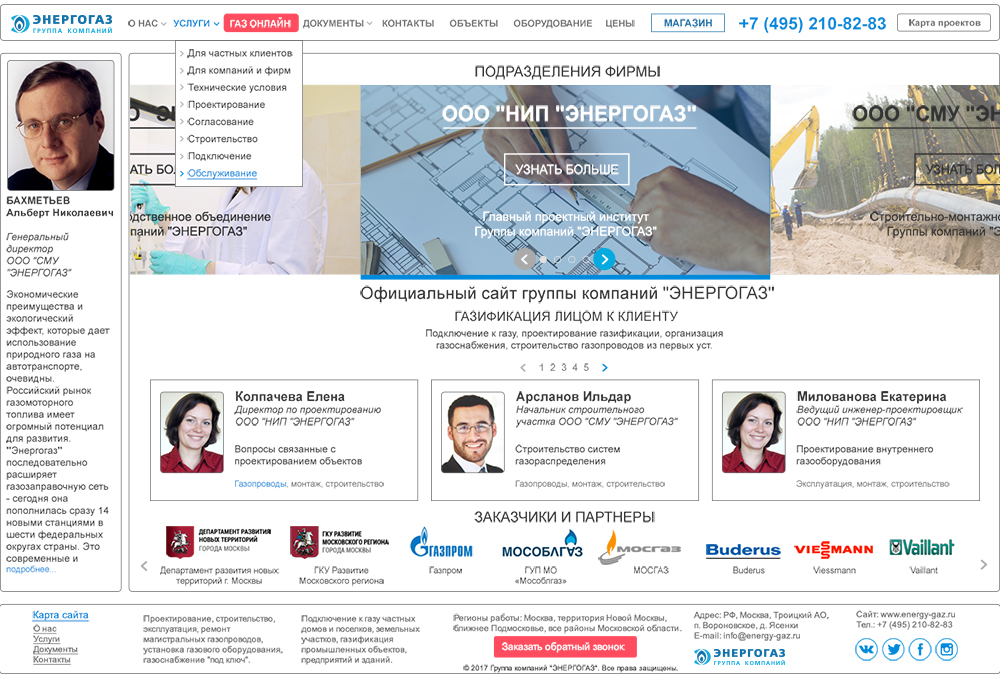 ЭНЕРГОГАЗ
ГРУППА КОМПАНИЙ
О НАС
УСЛУГИ
ГАЗ ОНЛАЙН
ДОКУМЕНТЫ
КОНТАКТЫ
ОБЪЕКТЫ
ОБОРУДОВАНИЕ
ЦЕНЫ
МАГАЗИН
+7 (495) 210-82-83
Карта проектов
Для частных клиентов
Для компаний и фирм
Технические условия
Проектирование
Согласование
Строительство
Подключение
Обслуживание
БАХМЕТЬЕВ
Альберт Николаевич
Генеральный
директор
ООО "СМУ
"ЭНЕРГОГАЗ"
Экономические
преимущества и
экологический
эффект, которые дает
использование
природного газа на
автотранспорте,
очевидны.
Российский рынок
газомоторного
топлива имеет
огромный потенциал
для развития.
"Энергогаз"
последовательно
расширяет
газозаправочную сеть
- сегодня она
пополнилась сразу 14
новыми станциями в
шести федеральных
округах страны. Это
современные и
подробнее...
ПОДРАЗДЕЛЕНИЯ ФИРМЫ
АТЬ БОЛ
одственное объединение
паний "ЭНЕРГОГАЗ"
ООО "НИП "ЭНЕРГОГАЗ"
УЗНАТЬ БОЛЬШЕ
Главный проектный институт
Группы компаний "ЭНЕРГОГАЗ"
ООО "СМУ "ЭН
УЗНАТЬ БОЛ
Строительно-монтажн
Группы компаний "Э
Официальный сайт группы компаний "ЭНЕРГОГАЗ"
ГАЗИФИКАЦИЯ ЛИЦОМ К КЛИЕНТУ
Подключение к газу, проектирование газификации, организация
газоснабжения, строительство газопроводов из первых уст.
1 2 3 4 5
Колпачева Елена
Директор по проектированию
ООО "НИП "ЭНЕРГОГАЗ"
Вопросы связанные с
проектированием объектов
Газопроводы, монтаж, строительство
Арсланов Ильдар
Начальник строительного
участка ООО "СМУ "ЭНЕРГОГАЗ"
Строительство систем
газораспределения
Газопроводы, монтаж, строительство
Милованова Екатерина
Ведущий инженер-проектировщик
ООО "НИП "ЭНЕРГОГАЗ"
Проектирование внутреннего
газооборудования
Эксплуатация, монтаж, строительство
ЗАКАЗЧИКИ И ПАРТНЕРЫ
ДЕПАРТАМЕНТ РАЗВИТИЯ
НОВЫХ ТЕРРИТОРИЙ
ГОРОДА МОСКВЫ
Департамент развития новых
территорий г. Москвы
ГКУ РАЗВИТИЕ
МОСКОВСКОГО РЕГИОНА
ГОРОДА МОСКВЫ
ГКУ Развитие
Московского региона
ГАЗПРОМ
Газпром
МОСОБЛГАЗ
ГУП МО
«Мособлгаз»
МОСГАЗ
МОСГАЗ
Buderus
Buderus
VIESMANN
Viessmann
Vaillant
Vaillant
Карта сайта
О нас
Услуги
Документы
Контакты
Проектирование, строительство,
эксплуатация, ремонт
магистральных газопроводов,
установка газового оборудования,
газоснабжение "под ключ".
Подключение к газу частных
домов и поселков, земельных
участков, газификация
промышленных объектов,
предприятий и зданий.
Регионы работы: Москва, территория Новой Москвы,
ближнее Подмосковье, все районы Московской области.
Заказать обратный звонок
© 2017 Группа компаний "ЭНЕРГОГАЗ". Все права защищены.
Адрес: РФ, Москва, Троицкий АО,
п. Вороновское, д. Ясенки
E-mail: info@energy-gaz.ru
ЭНЕРГОГАЗ
ГРУППА КОМПАНИЙ
Сайт: www.energy-gaz.ru
Тел.: +7 (495) 210-82-83